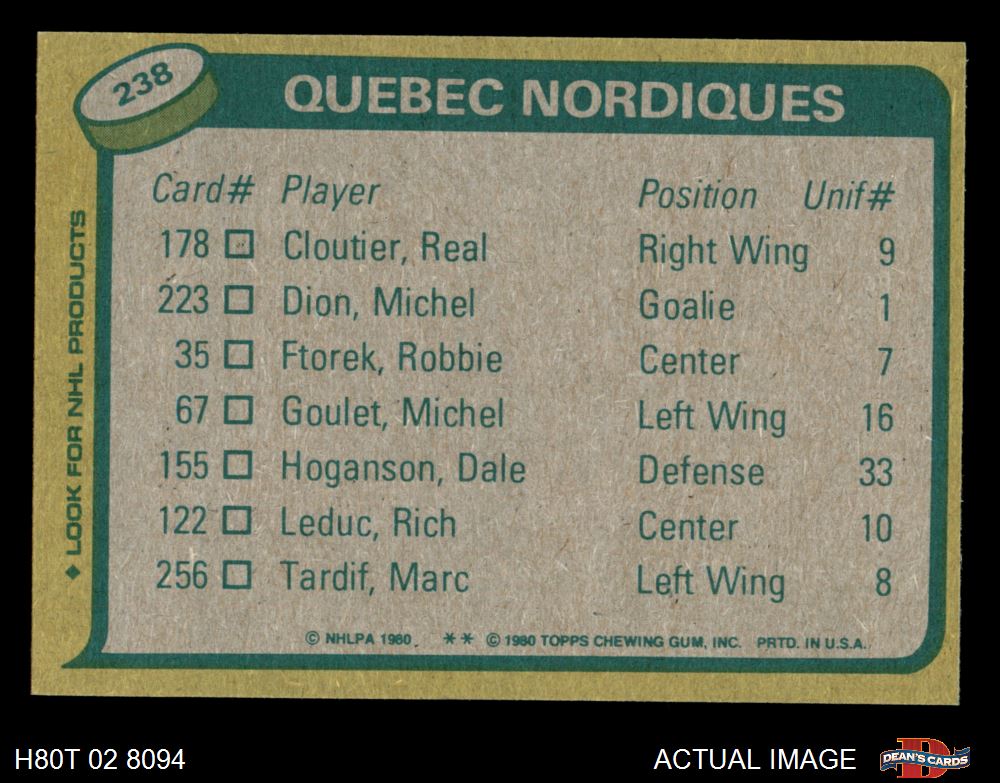 238
QUEBEC NORDIQUES
Card# Player Position Unif#
178 Cloutier, Real Right Wing 9
223 Dion, Michel Goalie 1
35 Ftorek, Robbie Center 7
67 Goulet, Michel Left Wing 16
155 Hoganson, Dale Defense 33
122 Leduc, Rich Center 10
256 Tardif, Marc Left Wing 8
© NHLPA 1980 ** © 1980 TOPPS CHEWING GUM, INC. PRTD. IN U.S.A.
◆ LOOK FOR NHL PRODUCTS
H80T 02 8094 ACTUAL IMAGE
D DEAN'S CARDS